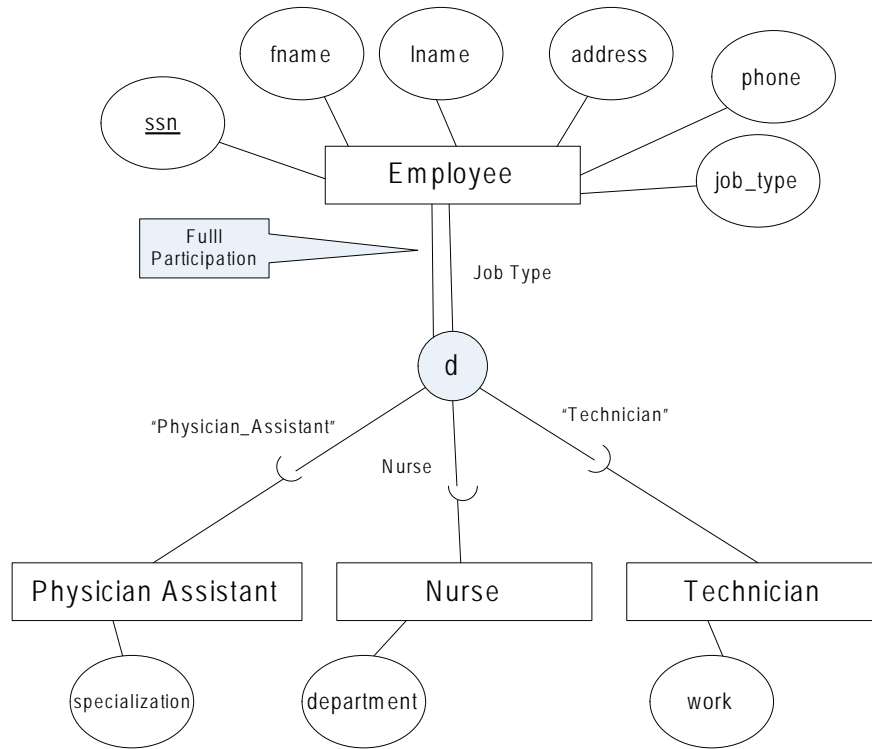 fname
lname
address
phone
ssn
Employee
job_type
Fulll
Participation
Job Type
d
"Physician_Assistant"
"Technician"
Nurse
Physician Assistant
Nurse
Technician
specialization
department
work